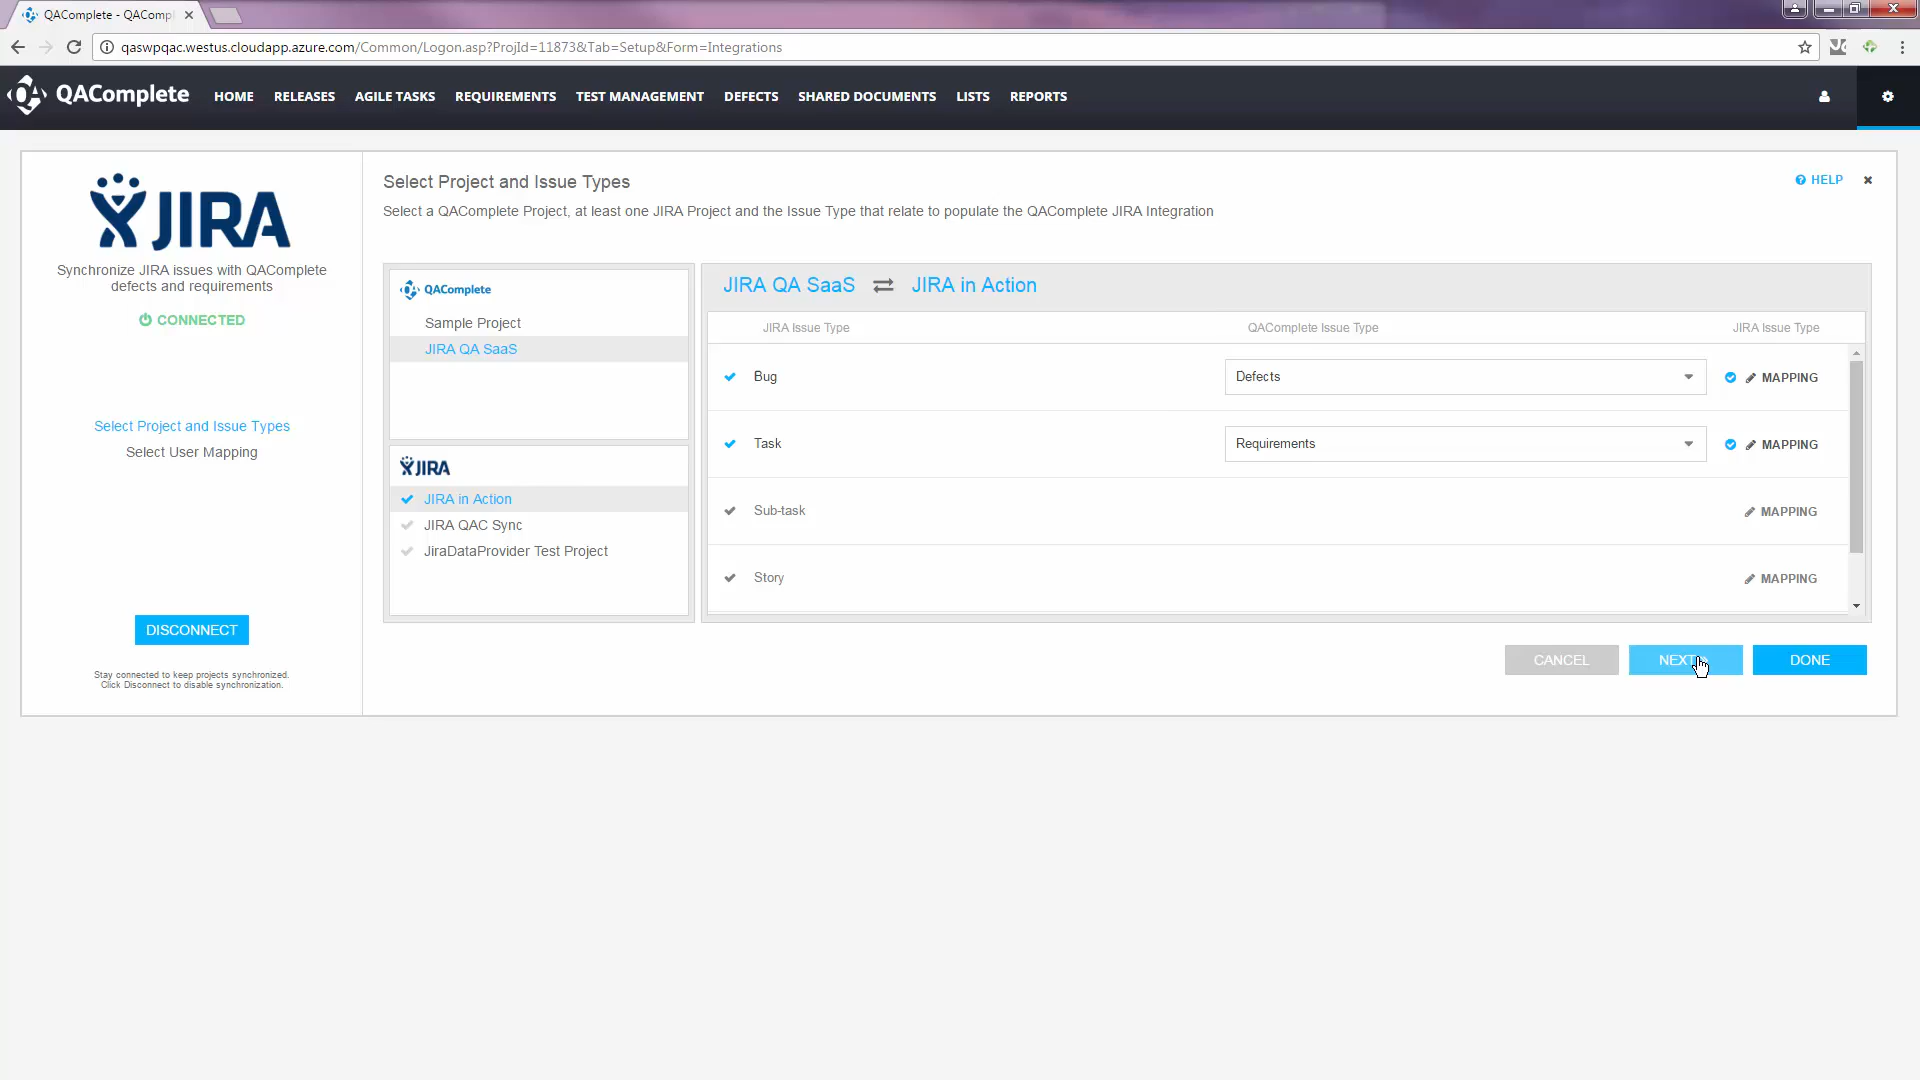 QAComplete - QAComp
qaswpqac.westus.cloudapp.azure.com/Common/Logon.asp?ProjId=11873&Tab=Setup&Form=Integrations
QAComplete HOME RELEASES AGILE TASKS REQUIREMENTS TEST MANAGEMENT DEFECTS SHARED DOCUMENTS LISTS REPORTS
JIRA
Synchronize JIRA issues with QAComplete
defects and requirements
CONNECTED
Select Project and Issue Types
Select User Mapping
DISCONNECT
Stay connected to keep projects synchronized.
Click Disconnect to disable synchronization.
Select Project and Issue Types
HELP
Select a QAComplete Project, at least one JIRA Project and the Issue Type that relate to populate the QAComplete JIRA Integration
QAComplete
Sample Project
JIRA QA SaaS
JIRA
JIRA in Action
JIRA QAC Sync
JiraDataProvider Test Project
JIRA QA SaaS JIRA in Action
JIRA Issue Type QAComplete Issue Type JIRA Issue Type
Bug Defects MAPPING
Task Requirements MAPPING
Sub-task MAPPING
Story MAPPING
CANCEL NEXT DONE